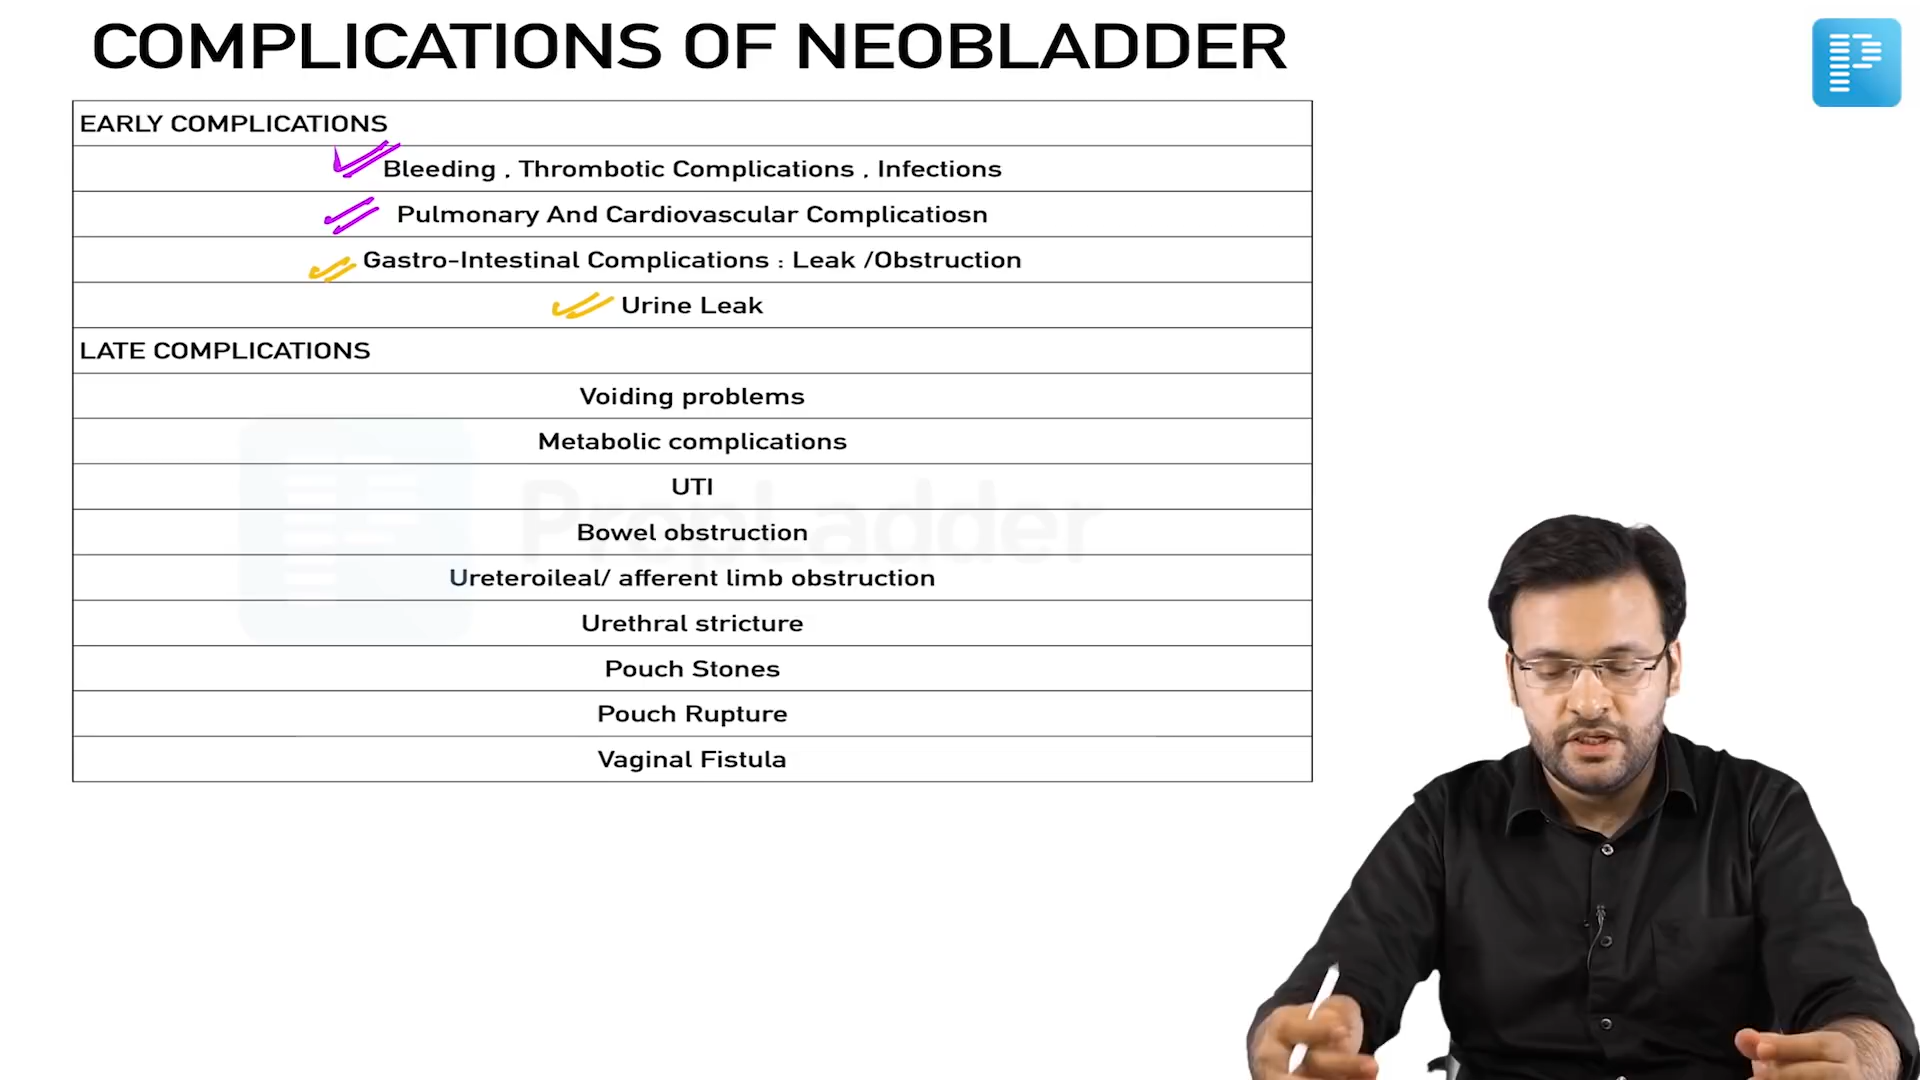 COMPLICATIONS OF NEOBLADDER
EARLY COMPLICATIONS
Bleeding , Thrombotic Complications , Infections
Pulmonary And Cardiovascular Complicatiosn
Gastro-Intestinal Complications : Leak /Obstruction
Urine Leak
LATE COMPLICATIONS
Voiding problems
Metabolic complications
UTI
PrepLadder
Bowel obstruction
Ureteroileal/ afferent limb obstruction
Urethral stricture
Pouch Stones
Pouch Rupture
Vaginal Fistula